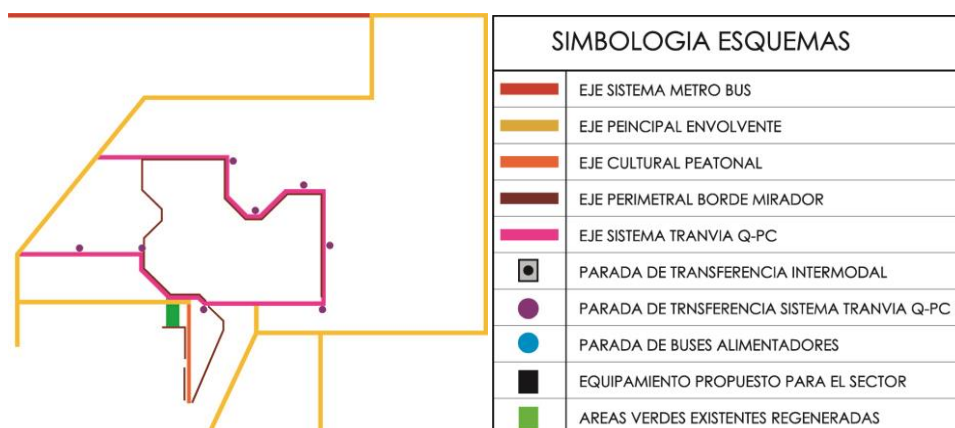 SIMBOLOGIA ESQUEMAS
EJE SISTEMA METRO BUS
EJE PEINCIPAL ENVOLVENTE
EJE CULTURAL PEATONAL
EJE PERIMETRAL BORDE MIRADOR
EJE SISTEMA TRANVIA Q-PC
PARADA DE TRANSFERENCIA INTERMODAL
PARADA DE TRNSFERENCIA SISTEMA TRANVIA Q-PC
PARADA DE BUSES ALIMENTADORES
EQUIPAMIENTO PROPUESTO PARA EL SECTOR
AREAS VERDES EXISTENTES REGENERADAS